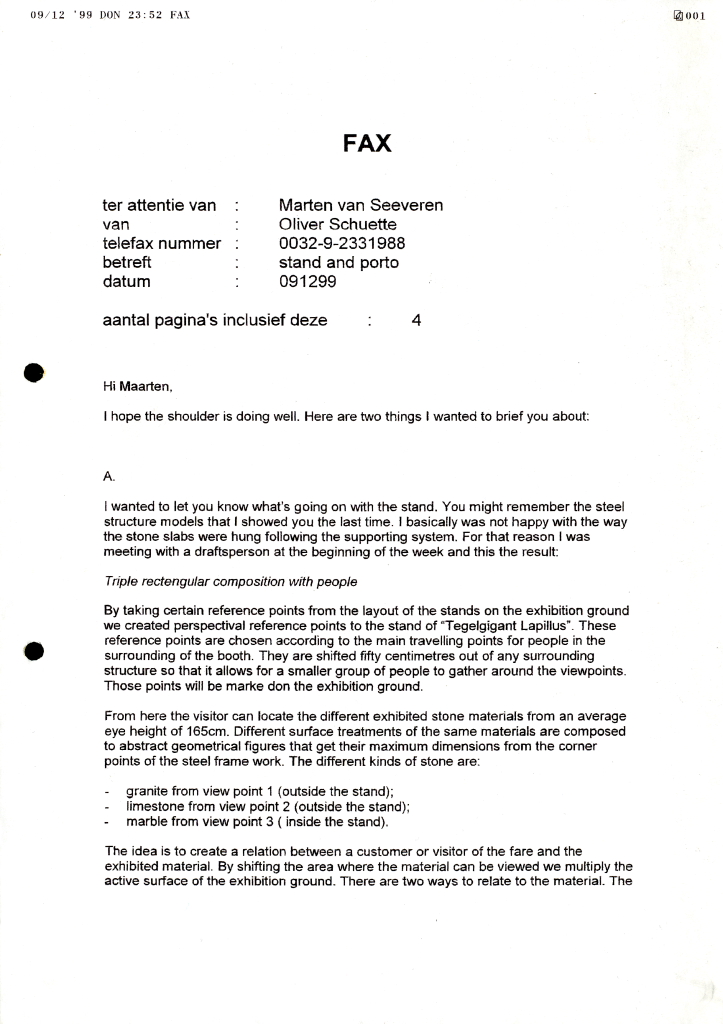 09/12 '99 DON 23:52 FAX
001
FAX
ter attentie van : Marten van Seeveren
van : Oliver Schuette
telefax nummer : 0032-9-2331988
betreft : stand and porto
datum : 091299
aantal pagina's inclusief deze : 4
Hi Maarten,
I hope the shoulder is doing well. Here are two things I wanted to brief you about:
A.
I wanted to let you know what's going on with the stand. You might remember the steel
structure models that I showed you the last time. I basically was not happy with the way
the stone slabs were hung following the supporting system. For that reason I was
meeting with a draftsperson at the beginning of the week and this the result:
Triple rectengular composition with people
By taking certain reference points from the layout of the stands on the exhibition ground
we created perspectival reference points to the stand of "Tegelgigant Lapillus". These
reference points are chosen according to the main travelling points for people in the
surrounding of the booth. They are shifted fifty centimetres out of any surrounding
structure so that it allows for a smaller group of people to gather around the viewpoints.
Those points will be marke don the exhibition ground.
From here the visitor can locate the different exhibited stone materials from an average
eye height of 165cm. Different surface treatments of the same materials are composed
to abstract geometrical figures that get their maximum dimensions from the corner
points of the steel frame work. The different kinds of stone are:
- granite from view point 1 (outside the stand);
- limestone from view point 2 (outside the stand);
- marble from view point 3 ( inside the stand).
The idea is to create a relation between a customer or visitor of the fare and the
exhibited material. By shifting the area where the material can be viewed we multiply the
active surface of the exhibition ground. There are two ways to relate to the material. The